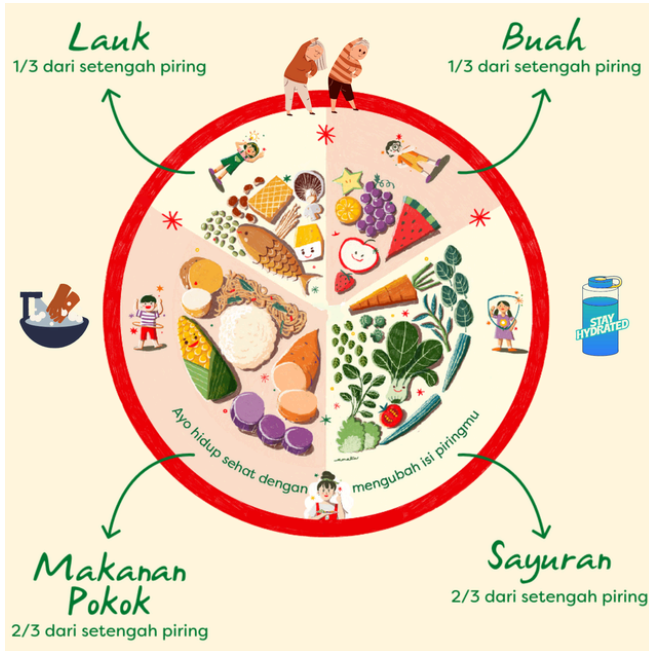 Lauk
1/3 dari setengah piring
Buah
1/3 dari setengah piring
STAY
HYDRATED
Ayo hidup sehat dengan mengubah isi piringmu
Makanan
Pokok
2/3 dari setengah piring
Sayuran
2/3 dari setengah piring